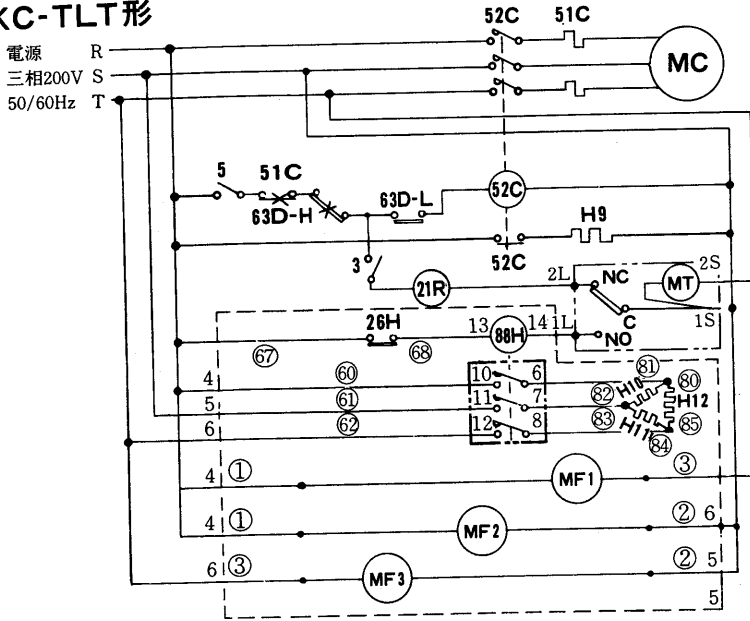 KC-TLT形
52C 51C
電源 R
三相200V S
50/60Hz T
MC
5 51C
63D-H
63D-L
52C
H9
52C
3
21R
2L NC MT 2S
C 1S
26H 13 88H 14 1L NO
67 68
4 60 10 6 H10 81 80
5 61 11 7 82 H12
6 62 12 8 83 H11 84 85
4 ① MF1 ③
4 ① MF2 ② 6
6 ③ MF3 ② 5
5